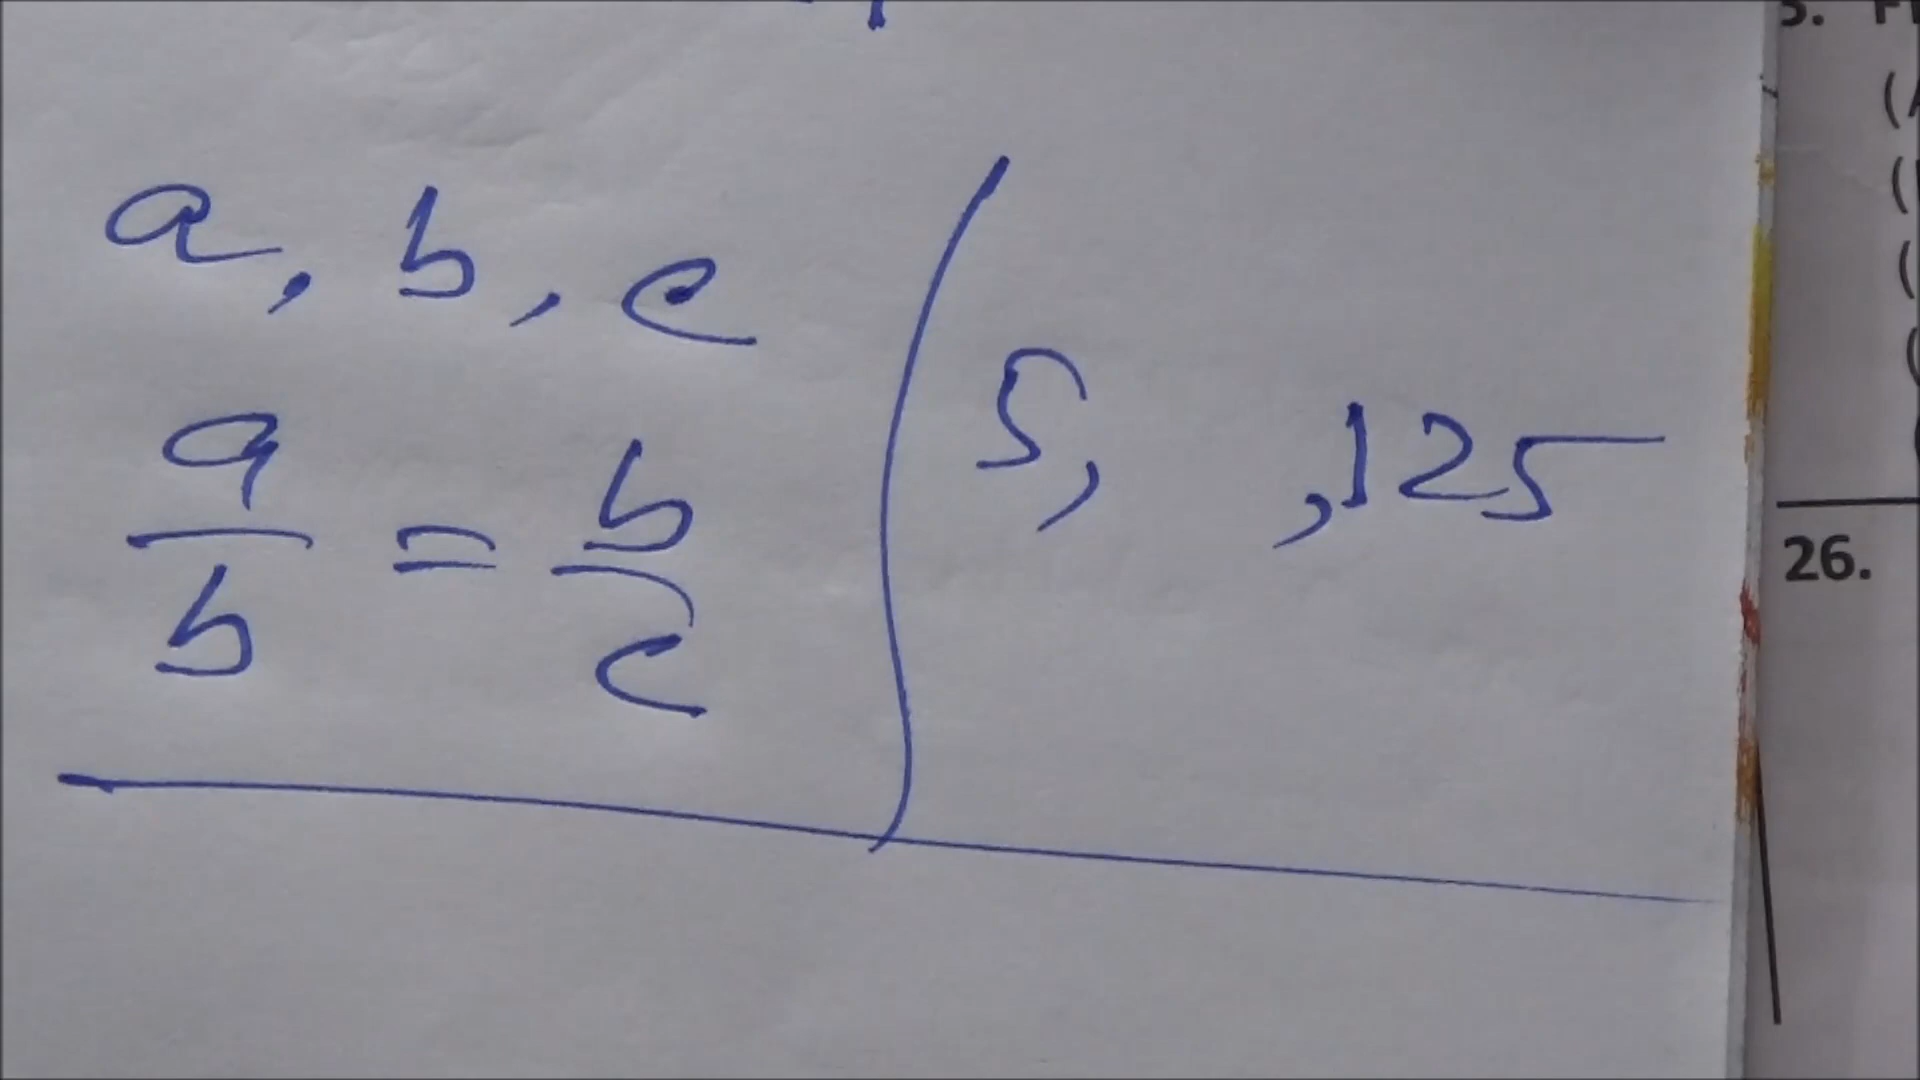 a, b, c
a/b = b/c
5, ,125
26.